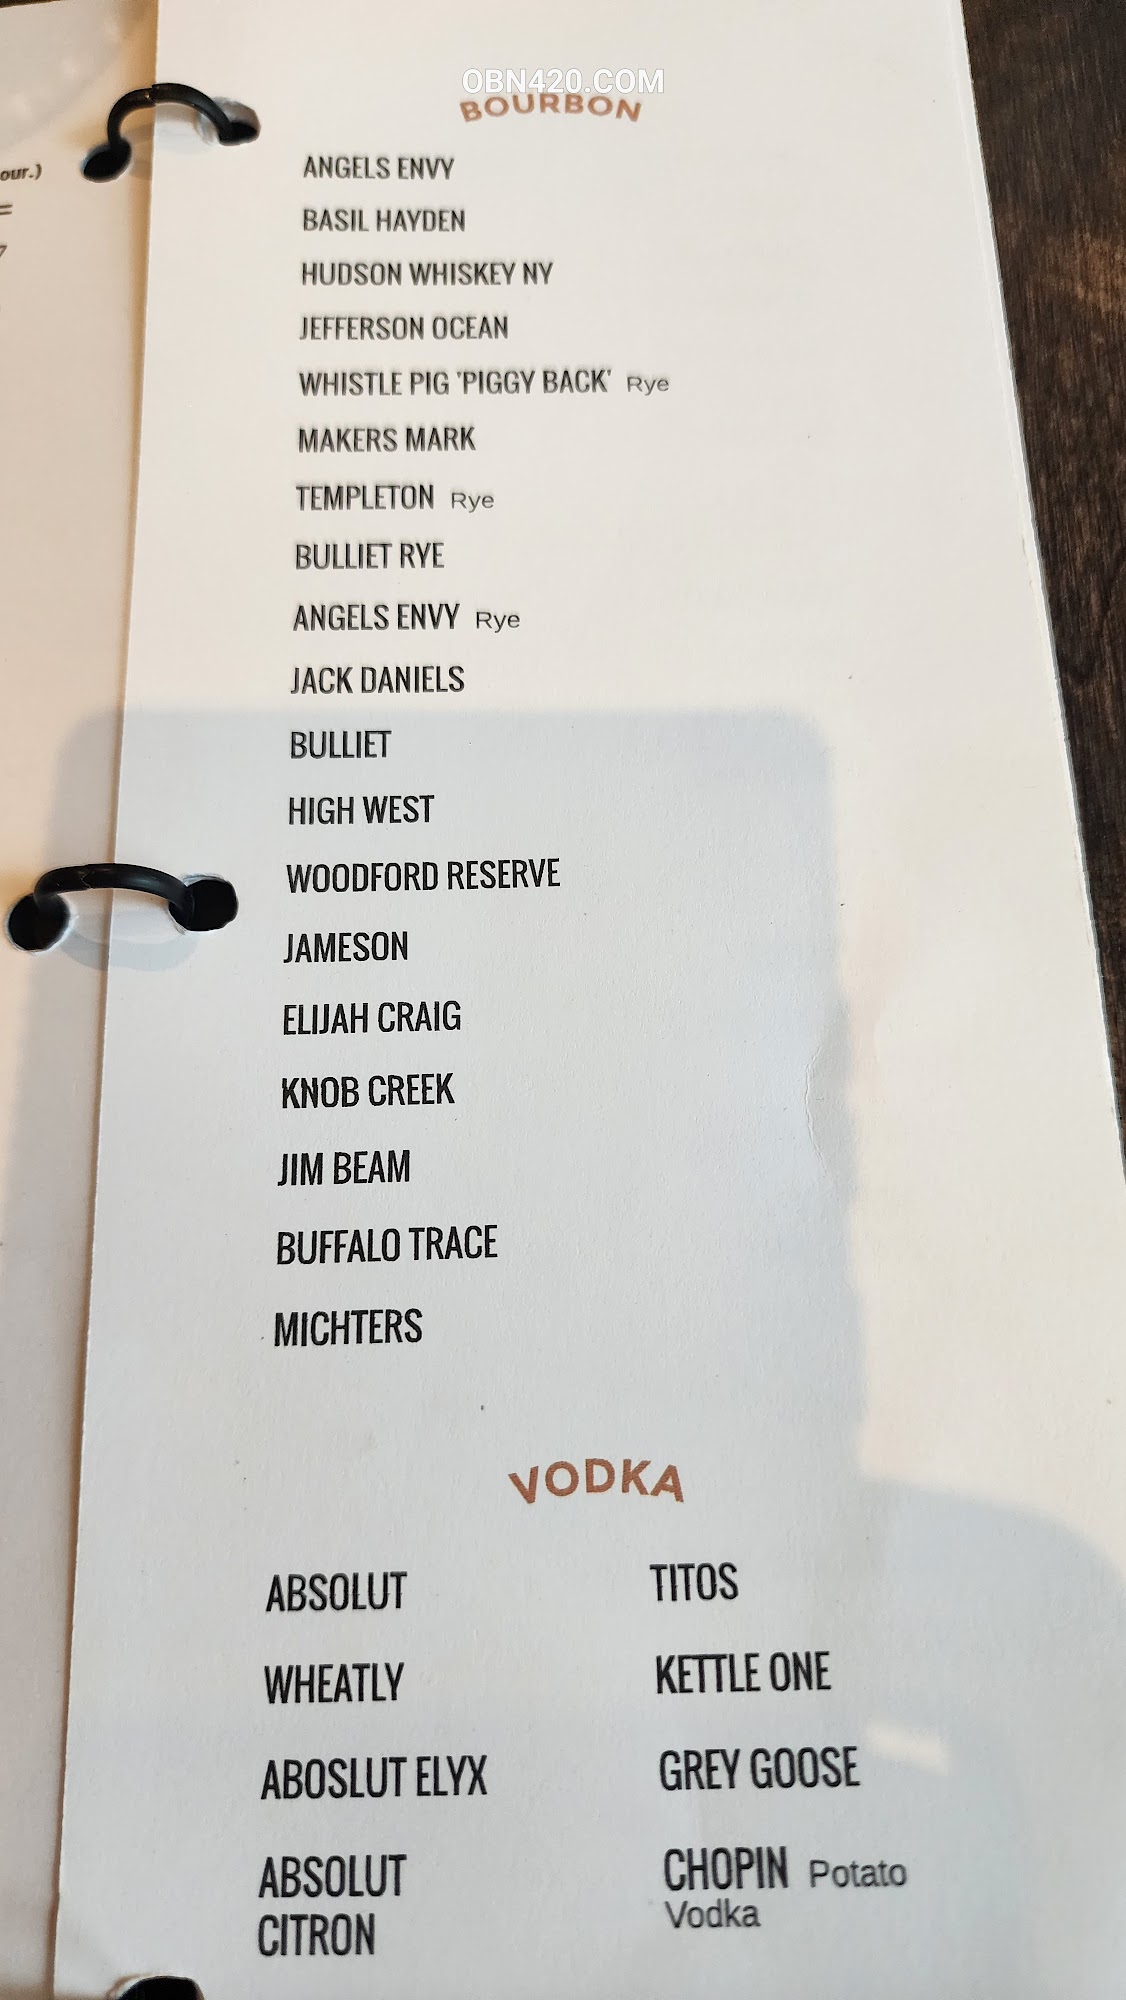 OBN420.COM
BOURBON
our.)
ANGELS ENVY
BASIL HAYDEN
HUDSON WHISKEY NY
JEFFERSON OCEAN
WHISTLE PIG 'PIGGY BACK' Rye
MAKERS MARK
TEMPLETON Rye
BULLIET RYE
ANGELS ENVY Rye
JACK DANIELS
BULLIET
HIGH WEST
WOODFORD RESERVE
JAMESON
ELIJAH CRAIG
KNOB CREEK
JIM BEAM
BUFFALO TRACE
MICHTERS
VODKA
ABSOLUT
WHEATLY
ABOSLUT ELYX
ABSOLUT
CITRON
TITOS
KETTLE ONE
GREY GOOSE
CHOPIN Potato
Vodka